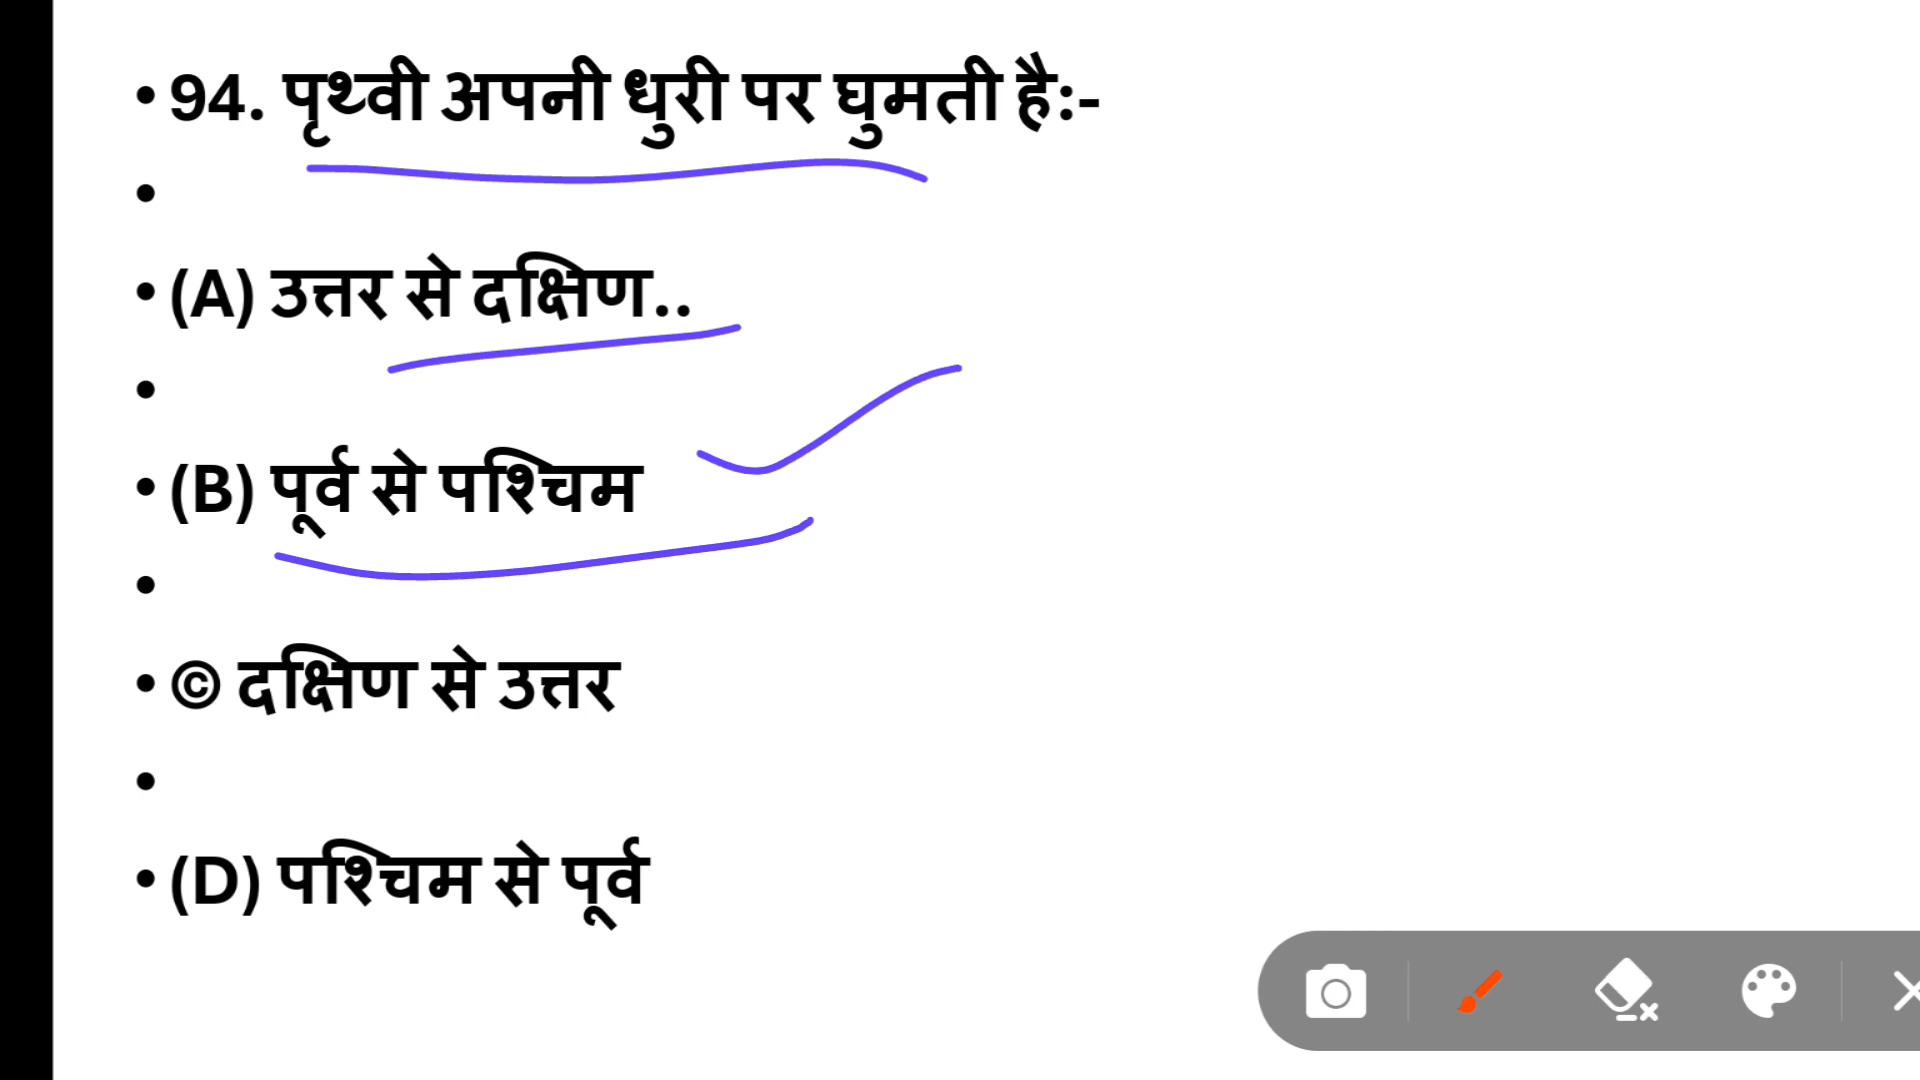 • 94. पृथ्वी अपनी धुरी पर घुमती है:-
•
• (A) उत्तर से दक्षिण..
•
• (B) पूर्व से पश्चिम
•
• © दक्षिण से उत्तर
•
• (D) पश्चिम से पूर्व